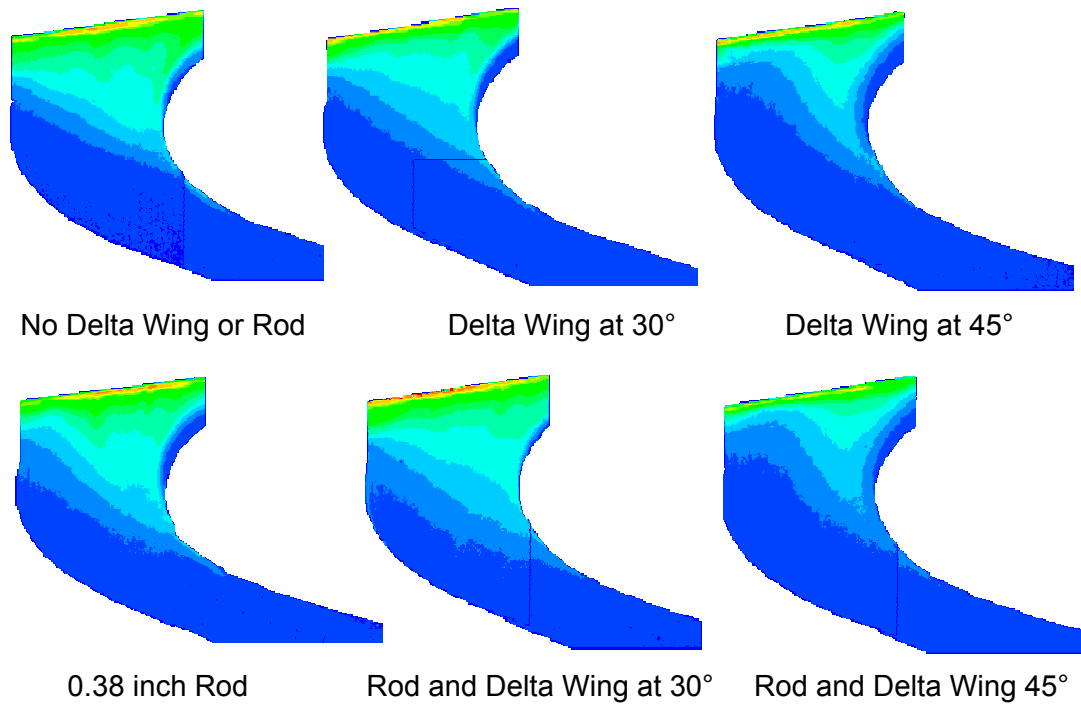 No Delta Wing or Rod
Delta Wing at 30°
Delta Wing at 45°
0.38 inch Rod
Rod and Delta Wing at 30°
Rod and Delta Wing 45°